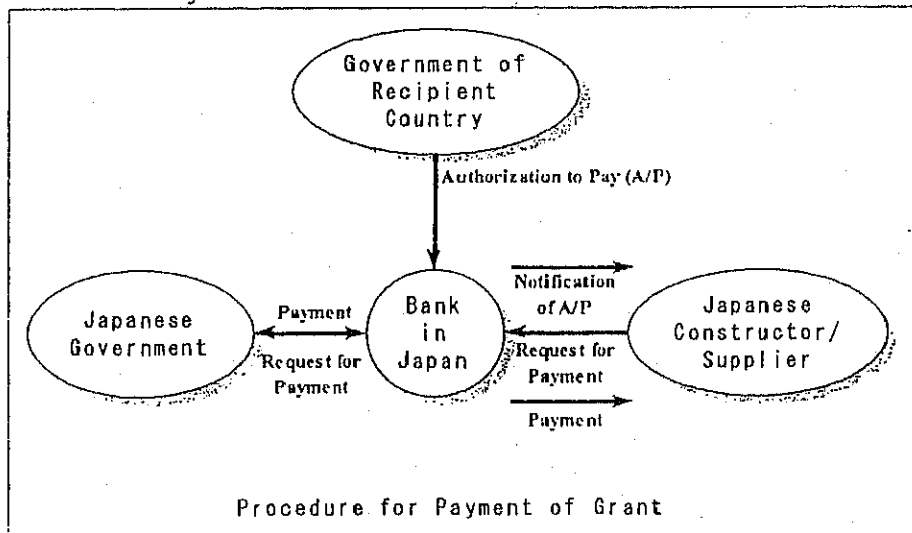 Government of
Recipient
Country
Authorization to Pay (A/P)
Japanese
Government
Payment
Request for
Payment
Bank
in
Japan
Notification
of A/P
Request for
Payment
Payment
Japanese
Constructor/
Supplier
Procedure for Payment of Grant